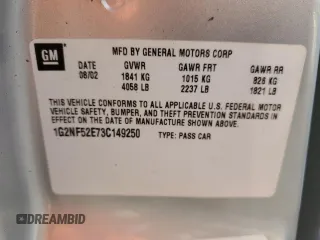 GM
MFD BY GENERAL MOTORS CORP
DATE GVWR GAWR FRT GAWR RR
08/02 1841 KG 1015 KG 826 KG
4058 LB 2237 LB 1821 LB
THIS VEHICLE CONFORMS TO ALL APPLICABLE U.S. FEDERAL MOTOR
VEHICLE SAFETY, BUMPER, AND THEFT PREVENTION STANDARDS IN
EFFECT ON THE DATE OF MANUFACTURE SHOWN ABOVE.
1G2NF52E73C149250 TYPE: PASS CAR
DREAMBID